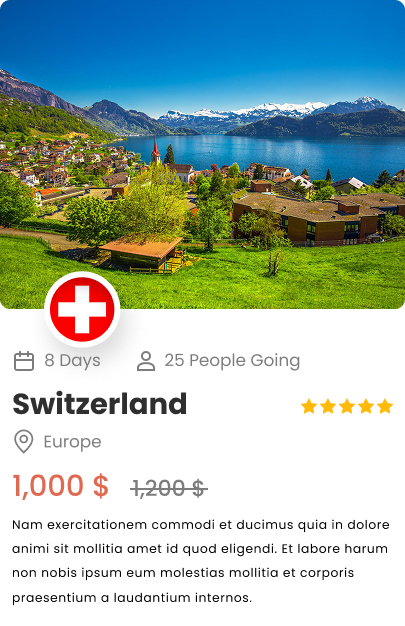 8 Days
25 People Going
Switzerland
Europe
1,000 $ 1,200 $
Nam exercitationem commodi et ducimus quia in dolore
animi sit mollitia amet id quod eligendi. Et labore harum
non nobis ipsum eum molestias mollitia et corporis
praesentium a laudantium internos.